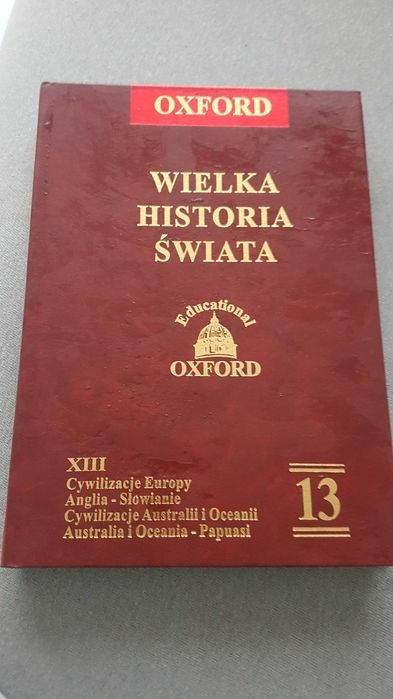 OXFORD
WIELKA
HISTORIA
ŚWIATA
Educational
OXFORD
XIII
Cywilizacje Europy
Anglia - Słowianie
Cywilizacje Australii i Oceanii
Australia i Oceania - Papuasi
13